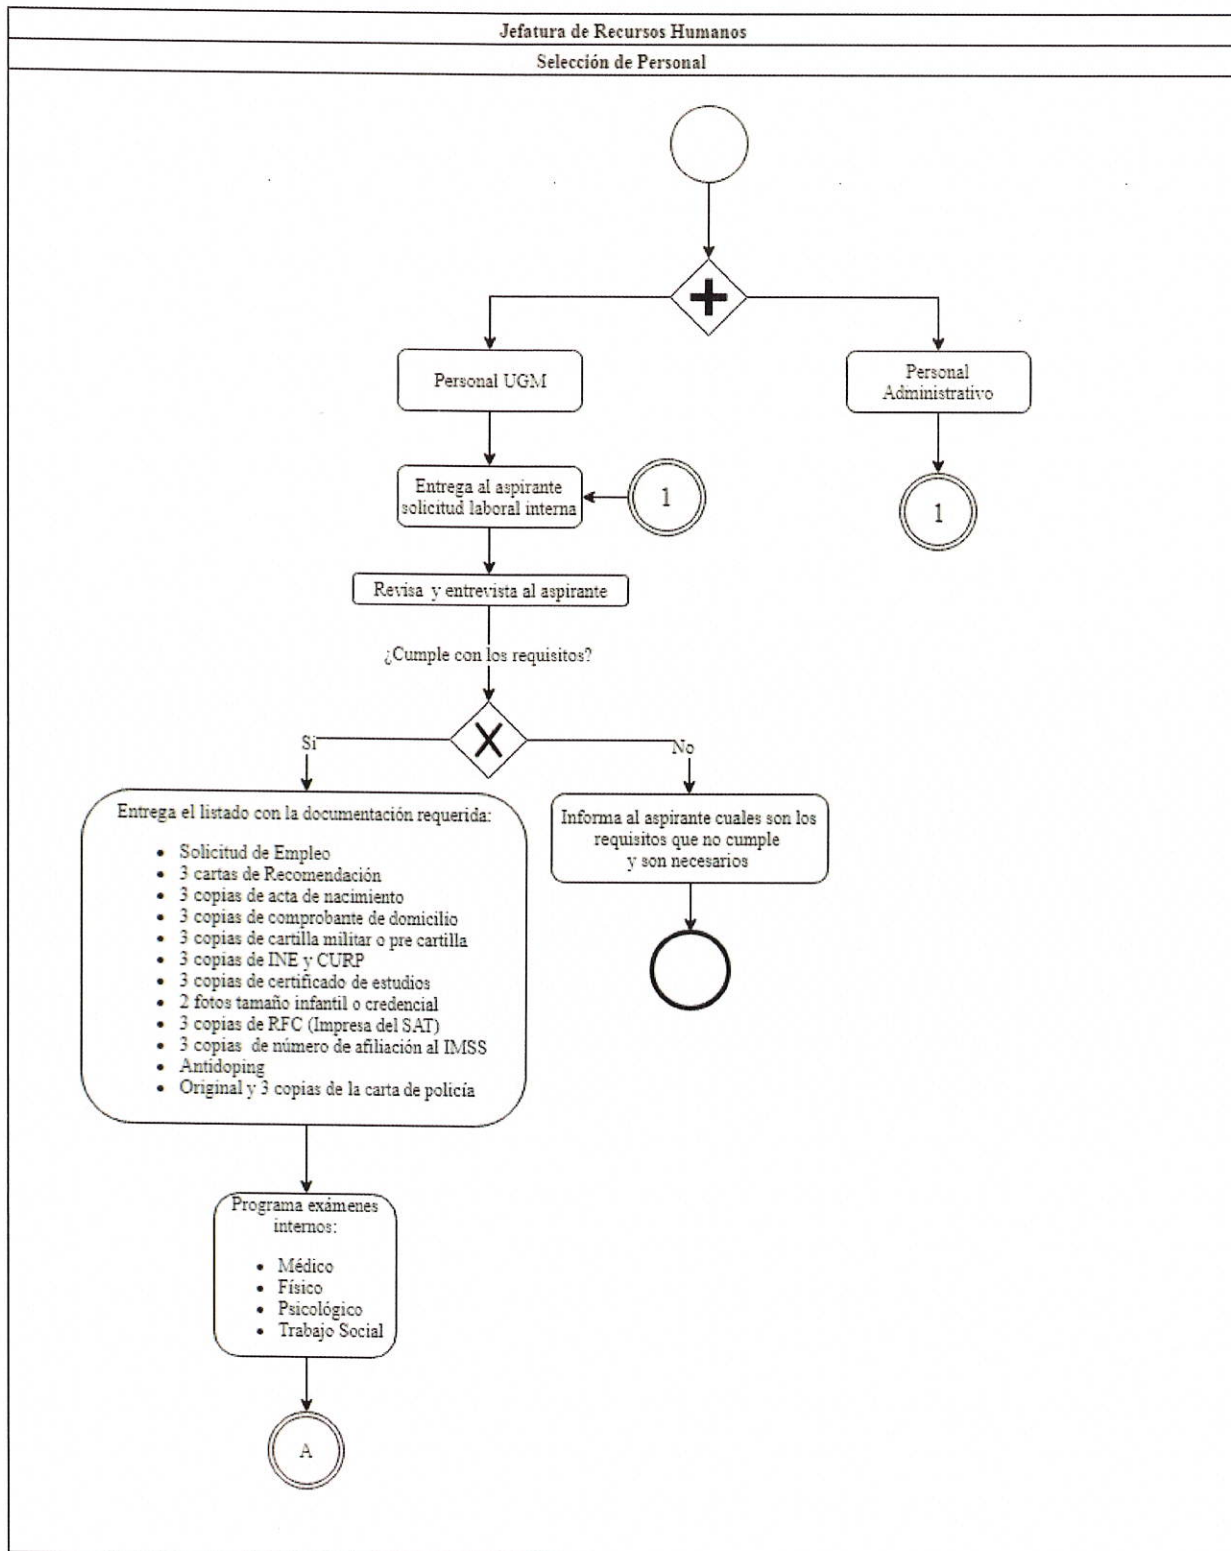 Jefatura de Recursos Humanos
Selección de Personal
Personal UGM
Personal
Administrativo
Entrega al aspirante
solicitud laboral interna
1
1
Revisa y entrevista al aspirante
¿Cumple con los requisitos?
Si
No
Entrega el listado con la documentación requerida:
• Solicitud de Empleo
• 3 cartas de Recomendación
• 3 copias de acta de nacimiento
• 3 copias de comprobante de domicilio
• 3 copias de cartilla militar o pre cartilla
• 3 copias de INE y CURP
• 3 copias de certificado de estudios
• 2 fotos tamaño infantil o credencial
• 3 copias de RFC (Impresa del SAT)
• 3 copias de número de afiliación al IMSS
• Antidoping
• Original y 3 copias de la carta de policía
Informa al aspirante cuales son los
requisitos que no cumple
y son necesarios
Programa exámenes
internos:
• Médico
• Físico
• Psicológico
• Trabajo Social
A